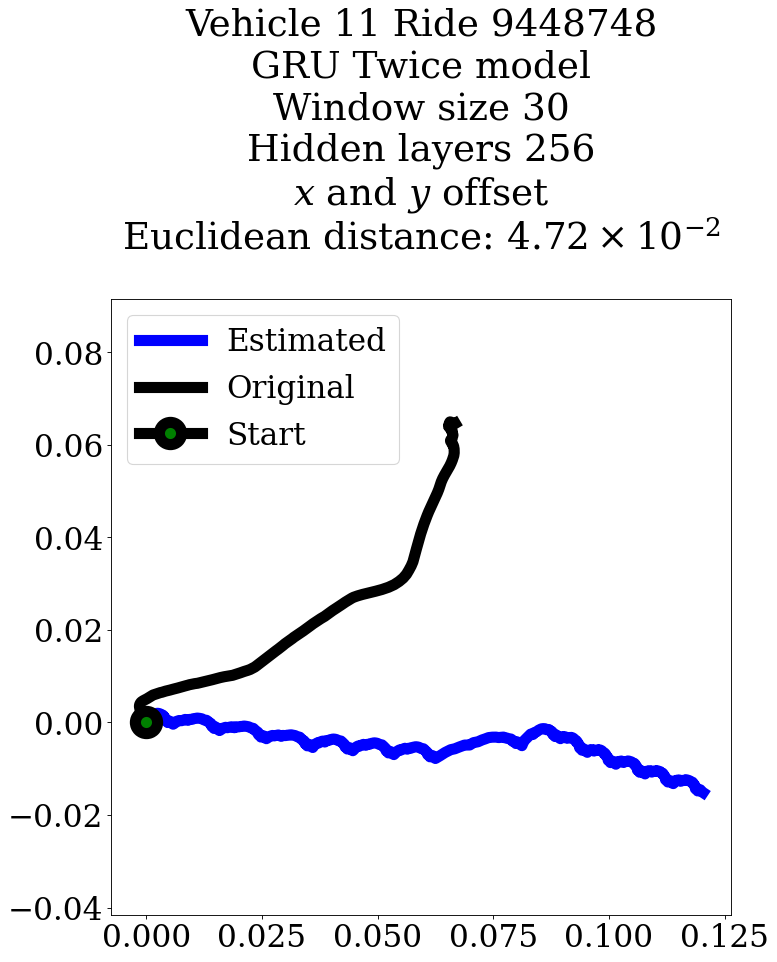 Vehicle 11 Ride 9448748
GRU Twice model
Window size 30
Hidden layers 256
x and y offset
Euclidean distance: 4.72 × 10⁻²
Estimated
Original
Start
0.08
0.06
0.04
0.02
0.00
−0.02
−0.04
0.000 0.025 0.050 0.075 0.100 0.125